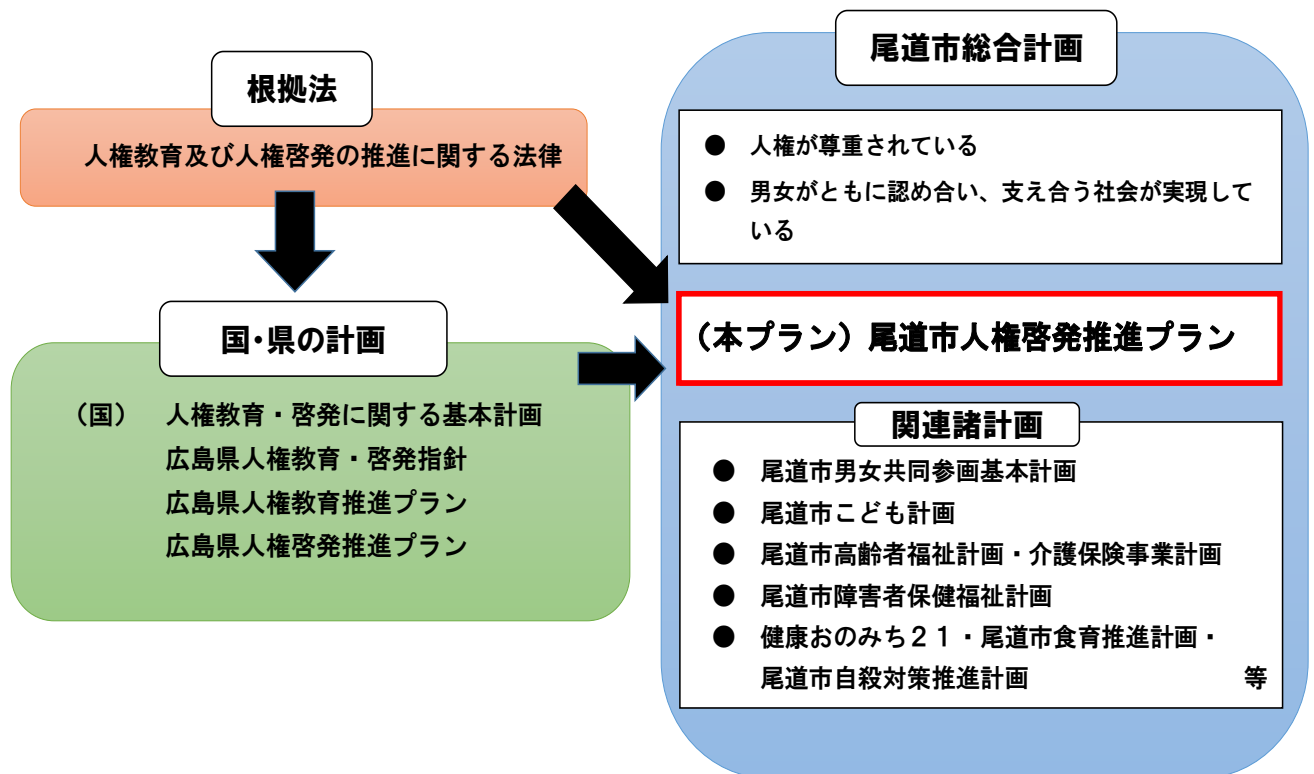 根拠法
人権教育及び人権啓発の推進に関する法律
国・県の計画
（国）　人権教育・啓発に関する基本計画
広島県人権教育・啓発指針
広島県人権教育推進プラン
広島県人権啓発推進プラン
尾道市総合計画
● 人権が尊重されている
● 男女がともに認め合い、支え合う社会が実現して
いる
（本プラン）尾道市人権啓発推進プラン
関連諸計画
● 尾道市男女共同参画基本計画
● 尾道市こども計画
● 尾道市高齢者福祉計画・介護保険事業計画
● 尾道市障害者保健福祉計画
● 健康おのみち２１・尾道市食育推進計画・
尾道市自殺対策推進計画　等